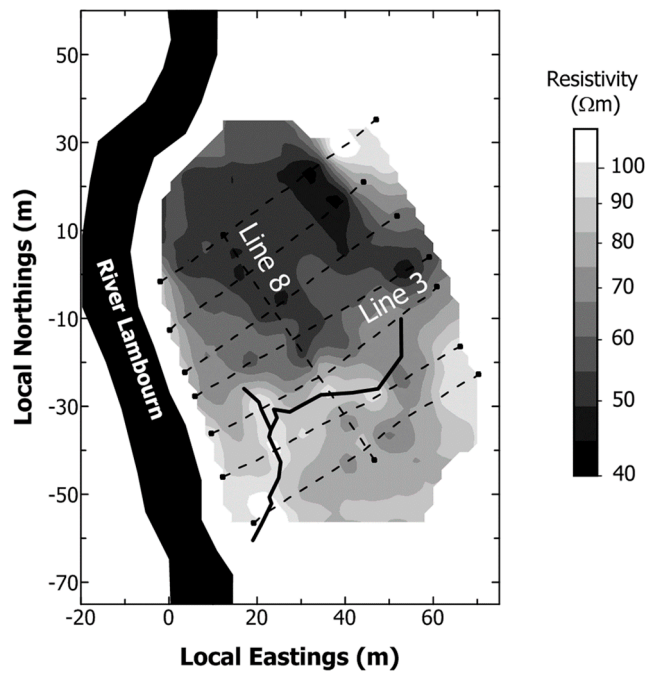 Resistivity
(Ωm)
100
90
80
70
60
50
40
50
30
10
-10
-30
-50
-70
-20
0
20
40
60
Local Northings (m)
Local Eastings (m)
River Lambourn
Line 8
Line 3